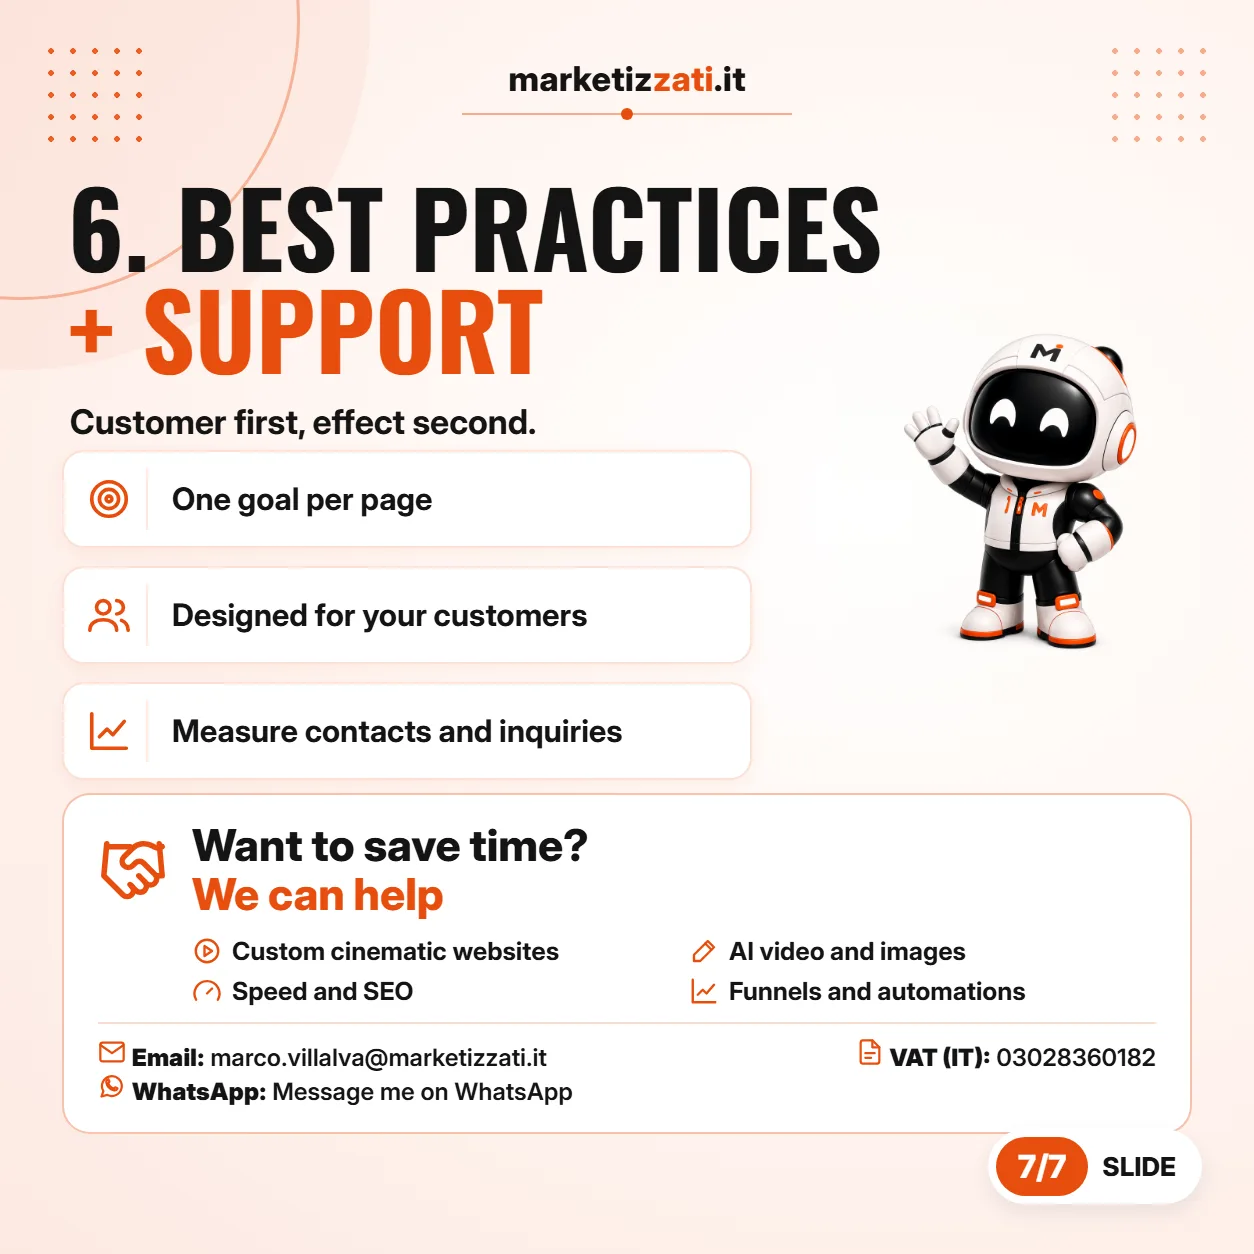 marketizzati.it
6. BEST PRACTICES
+ SUPPORT
Customer first, effect second.
One goal per page
Designed for your customers
Measure contacts and inquiries
Want to save time?
We can help
Custom cinematic websites
AI video and images
Speed and SEO
Funnels and automations
Email: marco.villalva@marketizzati.it
VAT (IT): 03028360182
WhatsApp: Message me on WhatsApp
7/7 SLIDE
M
M